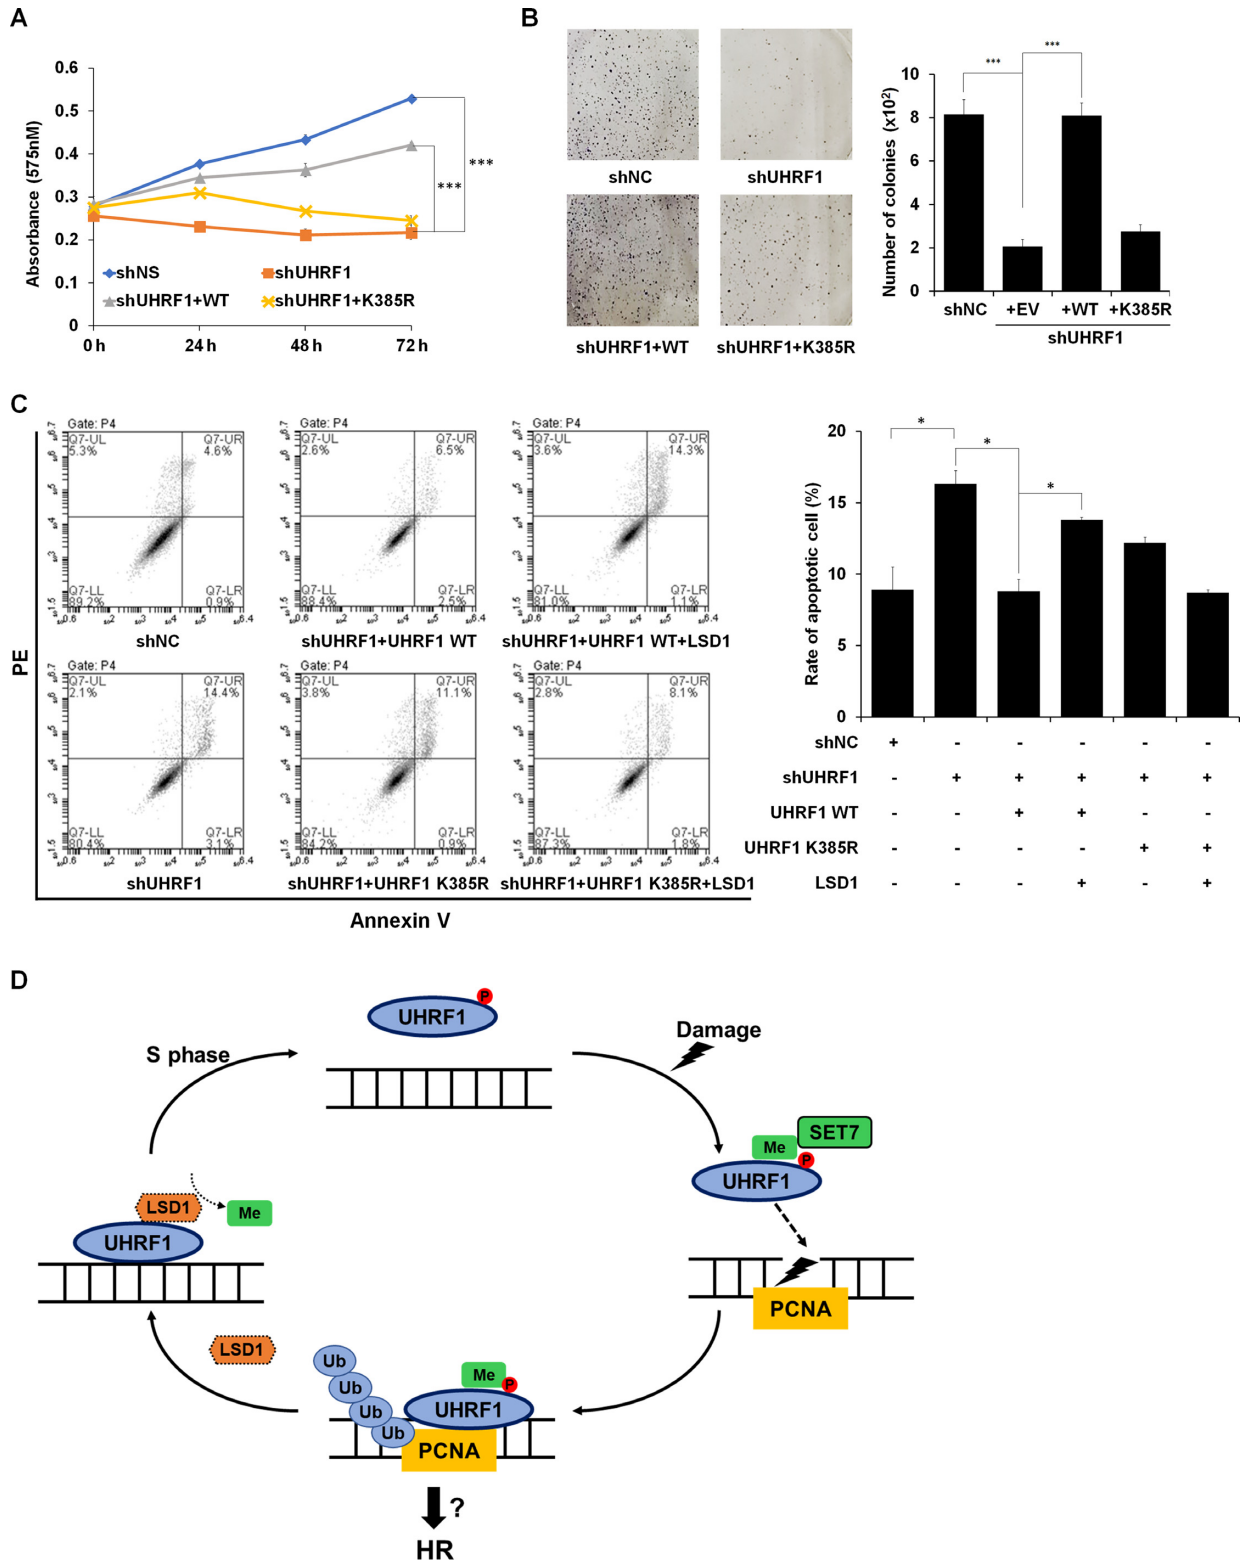 A
0.6
0.5
0.4
0.3
0.2
0.1
0
Absorbance (575nM)
0 h 24 h 48 h 72 h
shNS shUHRF1
shUHRF1+WT shUHRF1+K385R
***
***
B
shNC shUHRF1
shUHRF1+WT shUHRF1+K385R
Number of colonies (x10²)
10
8
6
4
2
0
***
***
shNC +EV +WT +K385R
shUHRF1
C
PE
Gate: P4
Q7-UL Q7-UR
5.3% 4.6%
Q7-LL Q7-LR
89.2% 0.9%
shNC
Gate: P4
Q7-UL Q7-UR
2.6% 6.5%
Q7-LL Q7-LR
88.4% 2.5%
shUHRF1+UHRF1 WT
Gate: P4
Q7-UL Q7-UR
3.6% 14.3%
Q7-LL Q7-LR
81.0% 1.1%
shUHRF1+UHRF1 WT+LSD1
Gate: P4
Q7-UL Q7-UR
2.1% 14.4%
Q7-LL Q7-LR
80.4% 3.1%
shUHRF1
Gate: P4
Q7-UL Q7-UR
3.8% 11.1%
Q7-LL Q7-LR
84.2% 0.9%
shUHRF1+UHRF1 K385R
Gate: P4
Q7-UL Q7-UR
2.8% 8.1%
Q7-LL Q7-LR
87.3% 1.8%
shUHRF1+UHRF1 K385R+LSD1
Annexin V
Rate of apoptotic cell (%)
20
15
10
5
0
*
*
*
shNC + - - - - -
shUHRF1 - + + + + +
UHRF1 WT - - + + - -
UHRF1 K385R - - - - + +
LSD1 - - - + - +
D
UHRF1 P
S phase
Damage
SET7
Me
P
UHRF1
PCNA
LSD1
Me
UHRF1
LSD1
Ub
Ub
Ub
Ub
Me
P
UHRF1
PCNA
?
HR